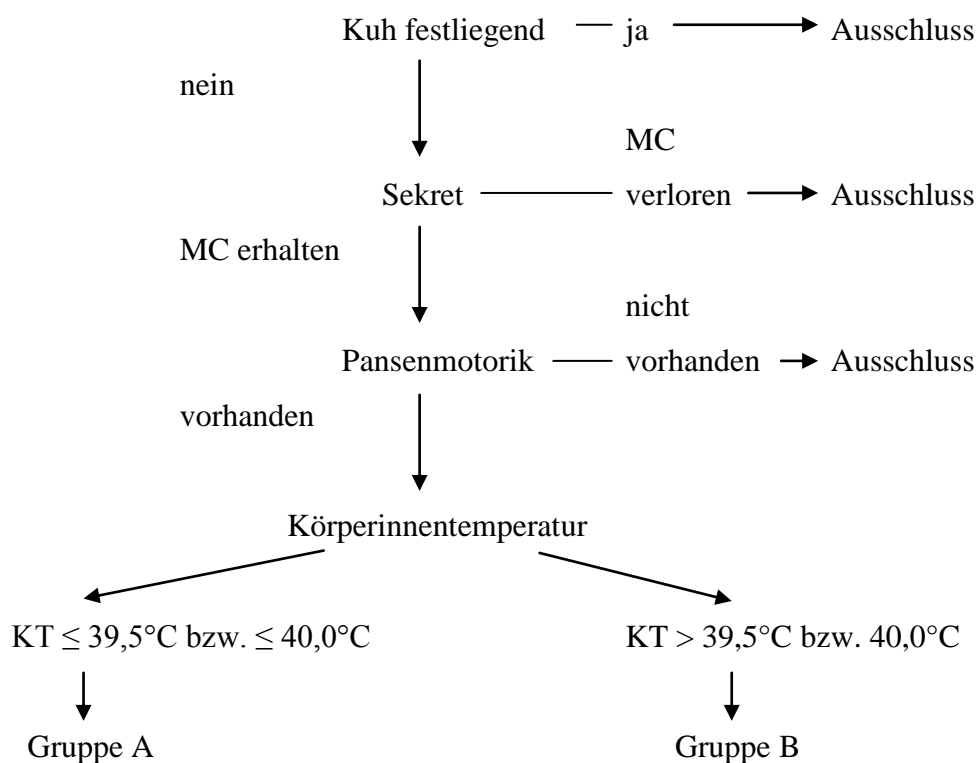 Kuh festliegend ja Ausschluss
nein
MC
Sekret verloren Ausschluss
MC erhalten
nicht
Pansenmotorik vorhanden Ausschluss
vorhanden
Körperinnentemperatur
KT ≤ 39,5°C bzw. ≤ 40,0°C KT > 39,5°C bzw. 40,0°C
Gruppe A Gruppe B